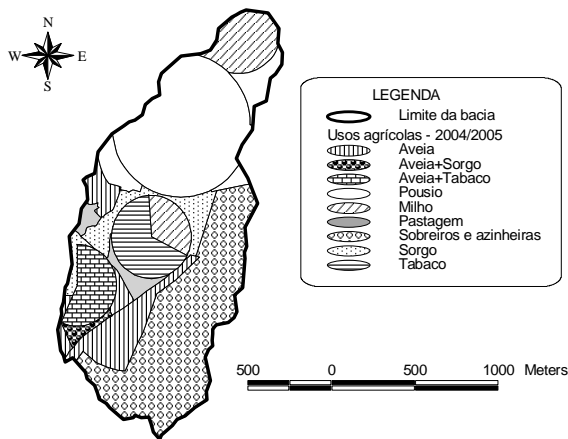 N
W E
S
LEGENDA
Limite da bacia
Usos agrícolas - 2004/2005
Aveia
Aveia+Sorgo
Aveia+Tabaco
Pousio
Milho
Pastagem
Sobreiros e azinheiras
Sorgo
Tabaco
500 0 500 1000 Meters